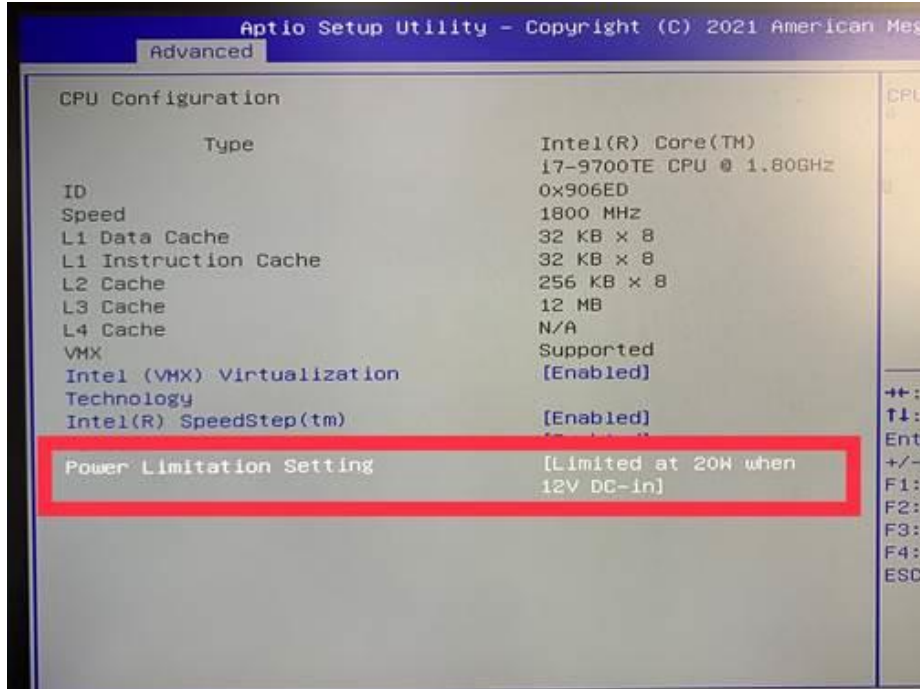 Aptio Setup Utility - Copyright (C) 2021 American Meg
Advanced
CPU Configuration
CPU
Type Intel(R) Core(TM)
i7-9700TE CPU @ 1.80GHz
ID 0x906ED
Speed 1800 MHz
L1 Data Cache 32 KB x 8
L1 Instruction Cache 32 KB x 8
L2 Cache 256 KB x 8
L3 Cache 12 MB
L4 Cache N/A
VMX Supported
Intel (VMX) Virtualization [Enabled]
Technology
Intel(R) SpeedStep(tm) [Enabled]
Power Limitation Setting [Limited at 20W when
12V DC-in]
→←:
↑↓:
Ent
+/-
F1:
F2:
F3:
F4:
ESC